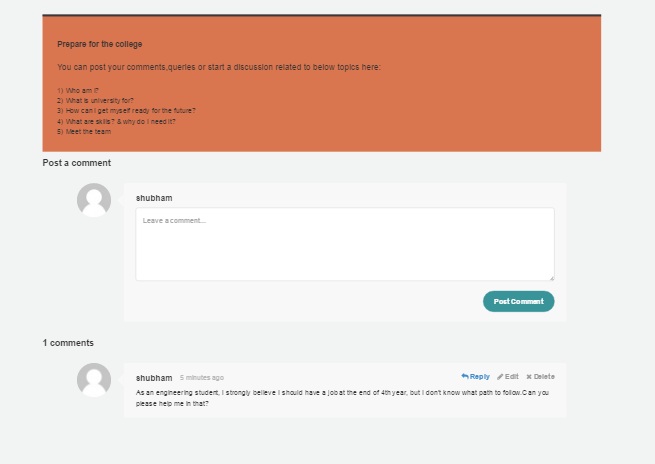 Prepare for the college
You can post your comments,queries or start a discussion related to below topics here:
1) Who am I?
2) What is university for?
3) How can I get myself ready for the future?
4) What are skills? & why do I need it?
5) Meet the team
Post a comment
shubham
Leave a comment...
Post Comment
1 comments
shubham 5 minutes ago Reply Edit Delete
As an engineering student, I strongly believe I should have a job at the end of 4th year, but I don't know what path to follow.Can you
please help me in that?